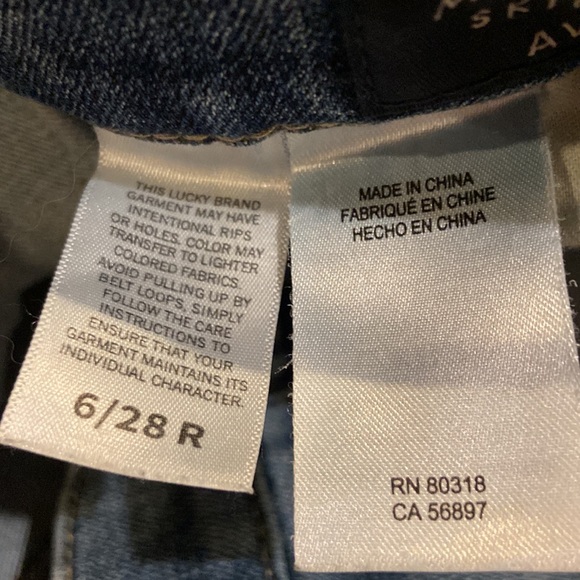 AV
THIS LUCKY BRAND
GARMENT MAY HAVE
INTENTIONAL RIPS
OR HOLES. COLOR MAY
TRANSFER TO LIGHTER
COLORED FABRICS.
AVOID PULLING UP BY
BELT LOOPS, SIMPLY
FOLLOW THE CARE
INSTRUCTIONS TO
ENSURE THAT YOUR
GARMENT MAINTAINS ITS
INDIVIDUAL CHARACTER.
6/28 R
MADE IN CHINA
FABRIQUÉ EN CHINE
HECHO EN CHINA
RN 80318
CA 56897